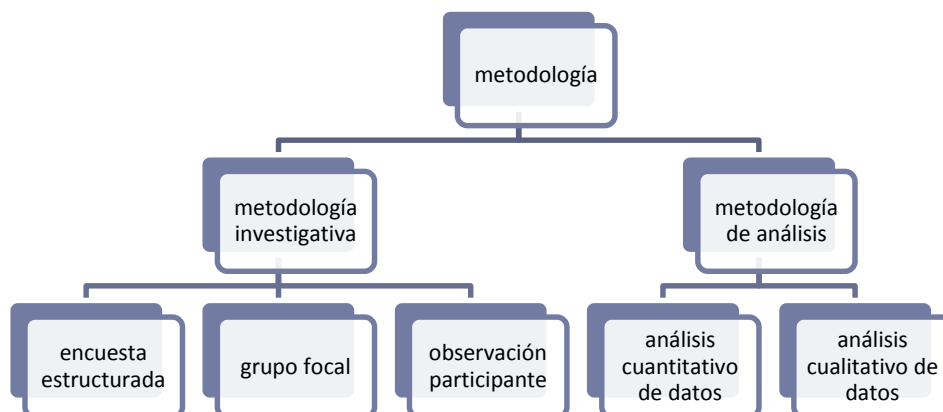 metodología
metodología
investigativa
metodología
de análisis
encuesta
estructurada
grupo focal
observación
participante
análisis
cuantitativo
de datos
análisis
cualitativo de
datos